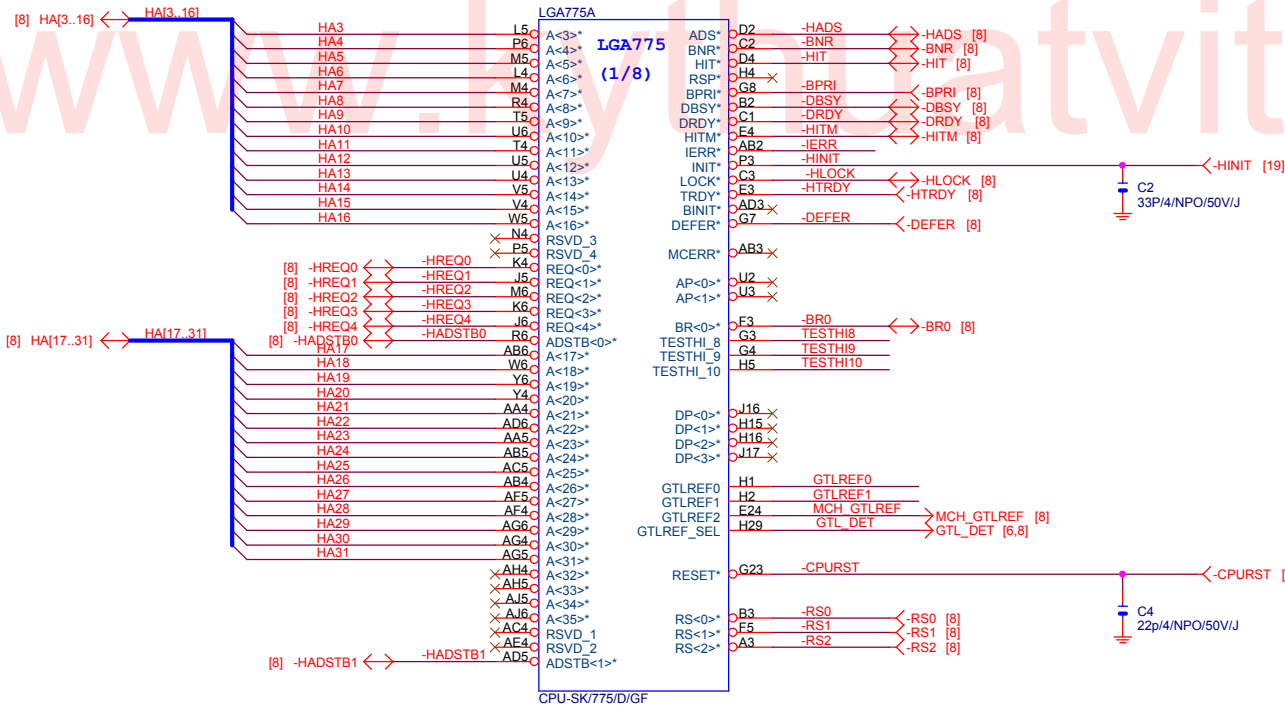 www.kythuatvit
LGA775A
LGA775
(1/8)
[8] HA[3..16] HA[3..16]
HA3 L5 A<3>*
HA4 P6 A<4>*
HA5 M5 A<5>*
HA6 L4 A<6>*
HA7 M4 A<7>*
HA8 R4 A<8>*
HA9 T5 A<9>*
HA10 U6 A<10>*
HA11 T4 A<11>*
HA12 U5 A<12>*
HA13 U4 A<13>*
HA14 V5 A<14>*
HA15 V4 A<15>*
HA16 W5 A<16>*
N4 RSVD_3
P5 RSVD_4
[8] -HREQ0 -HREQ0 K4 REQ<0>*
[8] -HREQ1 -HREQ1 J5 REQ<1>*
[8] -HREQ2 -HREQ2 M6 REQ<2>*
[8] -HREQ3 -HREQ3 K6 REQ<3>*
[8] -HREQ4 -HREQ4 J6 REQ<4>*
[8] -HADSTB0 -HADSTB0 R6 ADSTB<0>*
[8] HA[17..31] HA[17..31]
HA17 AB6 A<17>*
HA18 W6 A<18>*
HA19 Y6 A<19>*
HA20 Y4 A<20>*
HA21 AA4 A<21>*
HA22 AD6 A<22>*
HA23 AA5 A<23>*
HA24 AB5 A<24>*
HA25 AC5 A<25>*
HA26 AB4 A<26>*
HA27 AF5 A<27>*
HA28 AF4 A<28>*
HA29 AG6 A<29>*
HA30 AG4 A<30>*
HA31 AG5 A<31>*
AH4 A<32>*
AH5 A<33>*
AJ5 A<34>*
AJ6 A<35>*
AC4 RSVD_1
AE4 RSVD_2
[8] -HADSTB1 -HADSTB1 AD5 ADSTB<1>*
ADS* D2 -HADS -HADS [8]
BNR* C2 -BNR -BNR [8]
HIT* D4 -HIT -HIT [8]
RSP* H4
BPRI* G8 -BPRI -BPRI [8]
DBSY* B2 -DBSY -DBSY [8]
DRDY* C1 -DRDY -DRDY [8]
HITM* E4 -HITM -HITM [8]
IERR* AB2 -IERR
INIT* P3 -HINIT -HINIT [19]
LOCK* C3 -HLOCK -HLOCK [8]
TRDY* E3 -HTRDY -HTRDY [8]
BINIT* AD3
DEFER* G7 -DEFER -DEFER [8]
C2
33P/4/NPO/50V/J
MCERR* AB3
AP<0>* U2
AP<1>* U3
BR<0>* F3 -BR0 -BR0 [8]
TESTHI_8 G3 TESTHI8
TESTHI_9 G4 TESTHI9
TESTHI_10 H5 TESTHI10
DP<0>* J16
DP<1>* H15
DP<2>* H16
DP<3>* J17
GTLREF0 H1 GTLREF0
GTLREF1 H2 GTLREF1
GTLREF2 E24 MCH_GTLREF MCH_GTLREF [8]
GTLREF_SEL H29 GTL_DET GTL_DET [6,8]
RESET* G23 -CPURST -CPURST [
C4
22p/4/NPO/50V/J
RS<0>* B3 -RS0 -RS0 [8]
RS<1>* F5 -RS1 -RS1 [8]
RS<2>* A3 -RS2 -RS2 [8]
CPU-SK/775/D/GF